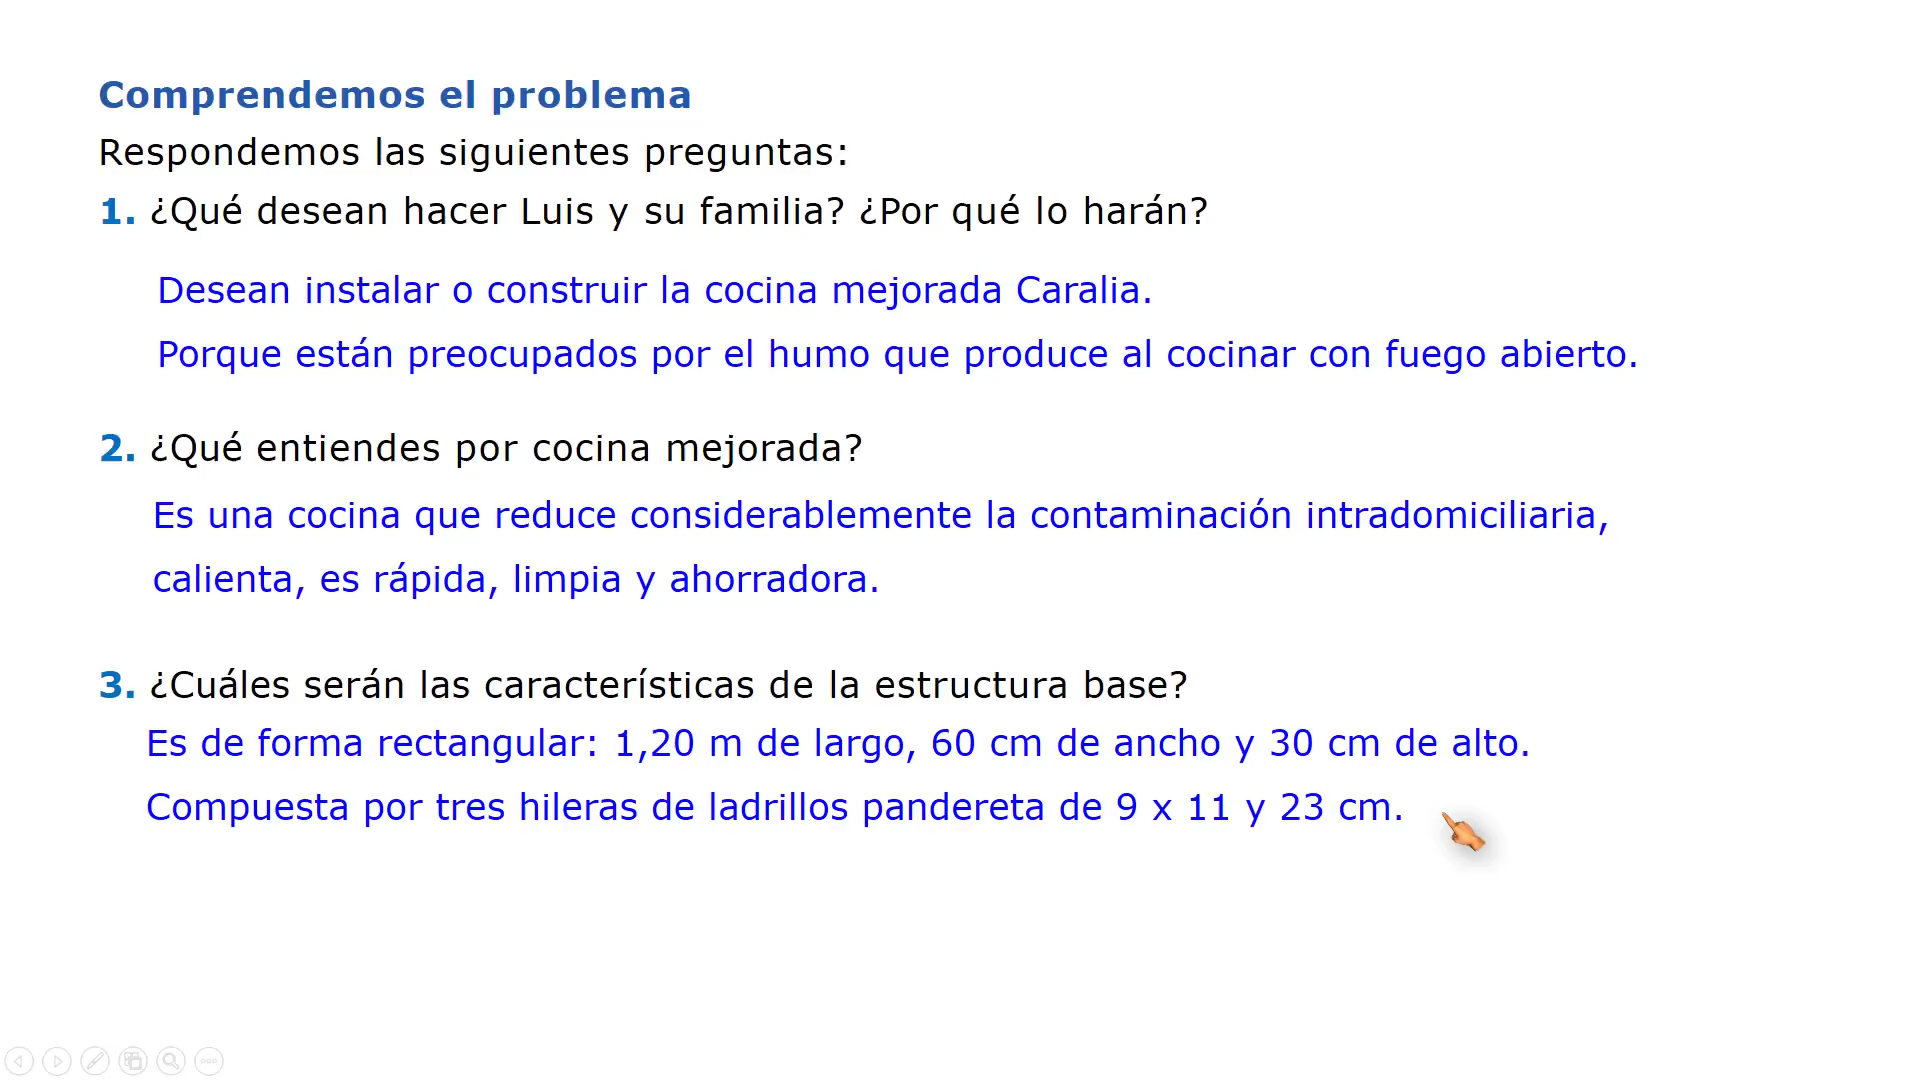 Comprendemos el problema
Respondemos las siguientes preguntas:
1. ¿Qué desean hacer Luis y su familia? ¿Por qué lo harán?
Desean instalar o construir la cocina mejorada Caralia.
Porque están preocupados por el humo que produce al cocinar con fuego abierto.
2. ¿Qué entiendes por cocina mejorada?
Es una cocina que reduce considerablemente la contaminación intradomiciliaria,
calienta, es rápida, limpia y ahorradora.
3. ¿Cuáles serán las características de la estructura base?
Es de forma rectangular: 1,20 m de largo, 60 cm de ancho y 30 cm de alto.
Compuesta por tres hileras de ladrillos pandereta de 9 x 11 y 23 cm.